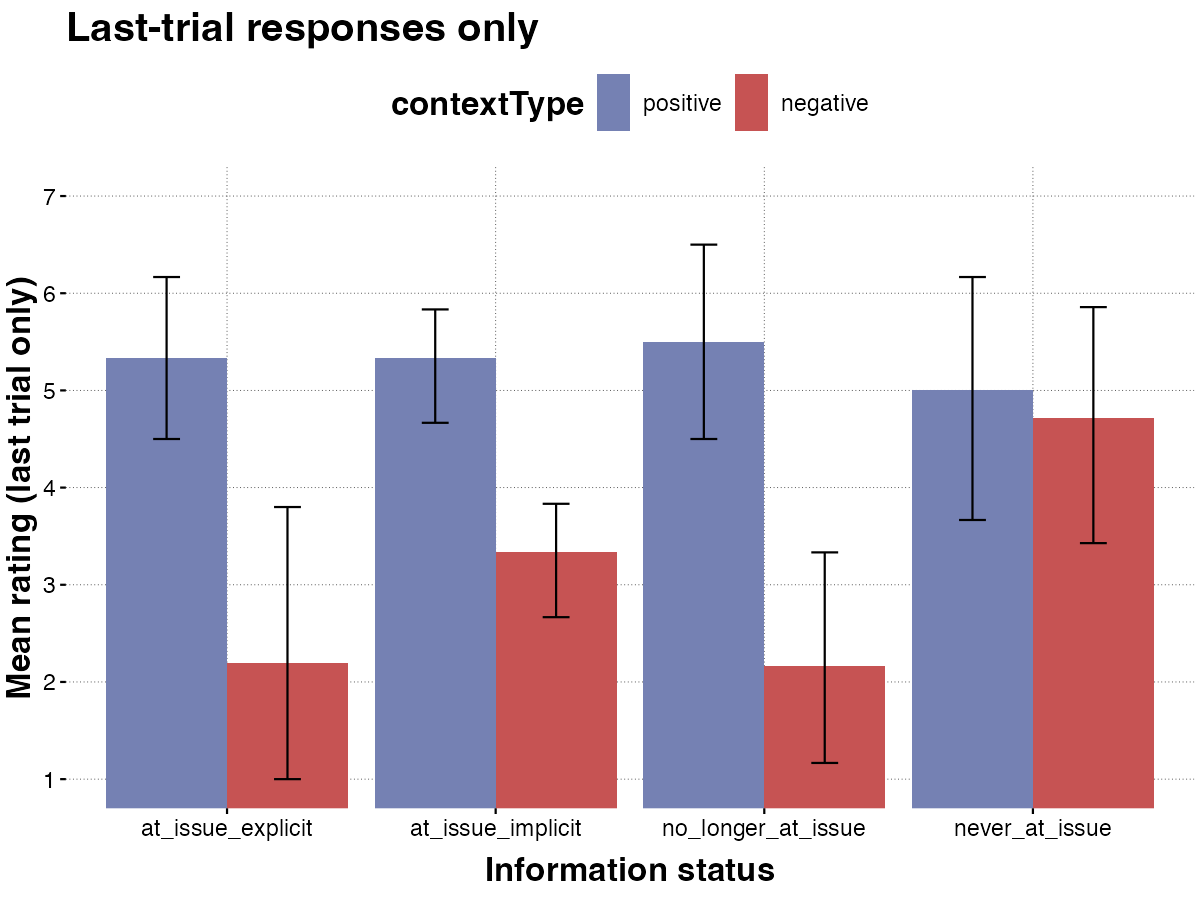 Last-trial responses only
contextType positive negative
Mean rating (last trial only)
7
6
5
4
3
2
1
at_issue_explicit at_issue_implicit no_longer_at_issue never_at_issue
Information status